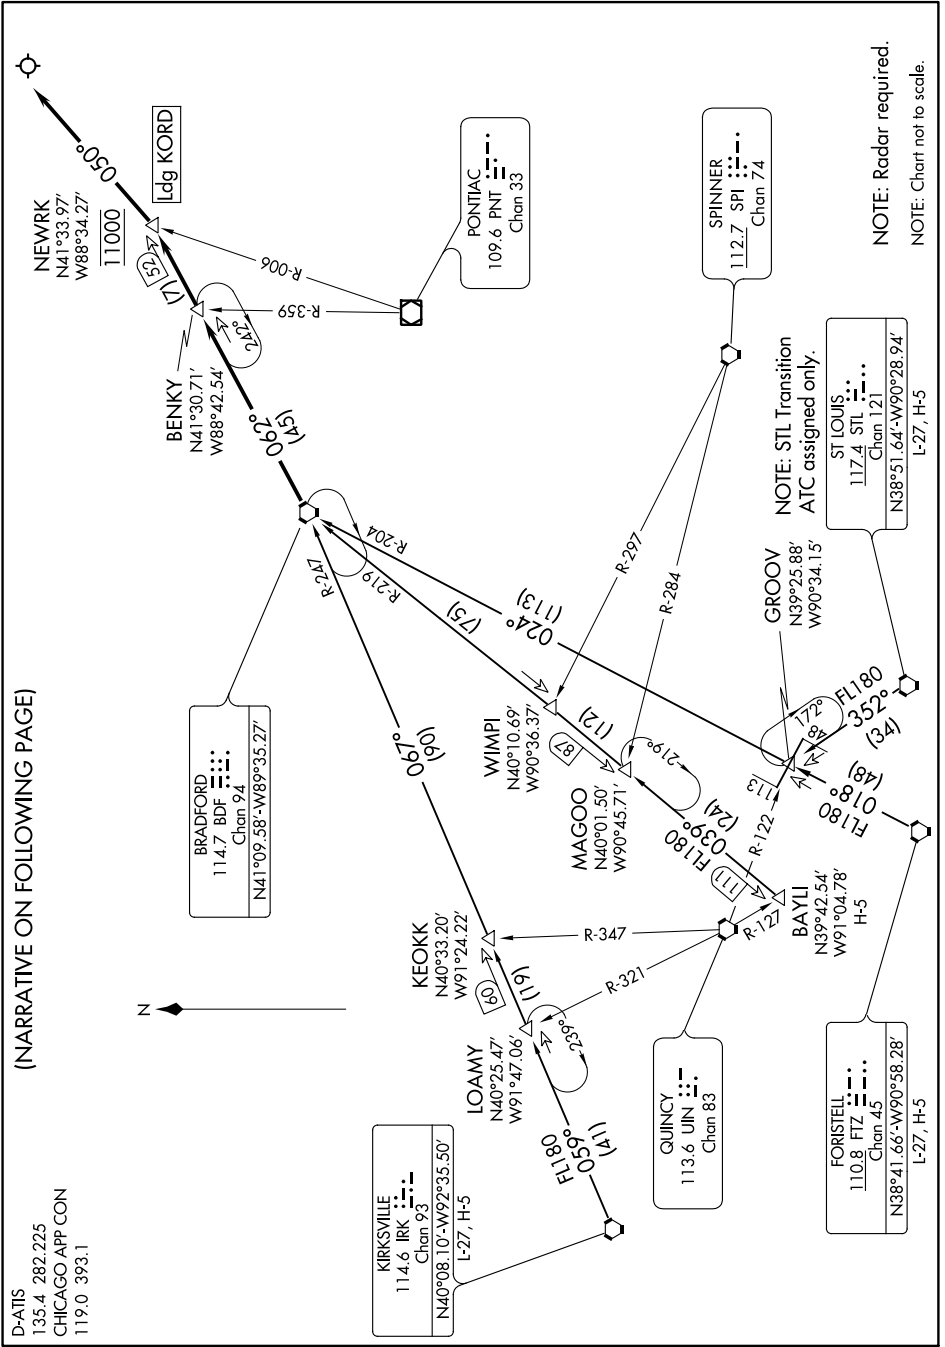 (NARRATIVE ON FOLLOWING PAGE)
D-ATIS
135.4 282.225
CHICAGO APP CON
119.0 393.1
N
NEWRK
N41°33.97′
W88°34.27′
11000
Ldg KORD
050°
(7)
52
BENKY
N41°30.71′
W88°42.54′
242°
R-006
R-359
062°
(45)
PONTIAC
109.6 PNT
Chan 33
BRADFORD
114.7 BDF
Chan 94
N41°09.58′-W89°35.27′
R-247
R-219
R-204
067°
(90)
(75)
024°
(113)
SPINNER
112.7 SPI
Chan 74
R-297
R-284
KEOKK
N40°33.20′
W91°24.22′
60
(19)
R-347
LOAMY
N40°25.47′
W91°47.06′
239°
R-321
KIRKSVILLE
114.6 IRK
Chan 93
N40°08.10′-W92°35.50′
L-27, H-5
FL180
059°
(41)
WIMPI
N40°10.69′
W90°36.37′
87
(12)
MAGOO
N40°01.50′
W90°45.71′
219°
FL180
039°
(24)
111
R-122
R-127
BAYLI
N39°42.54′
W91°04.78′
H-5
QUINCY
113.6 UIN
Chan 83
GROOV
N39°25.88′
W90°34.15′
113
48
172°
FL180
352°
(34)
FL180
018°
(48)
FORISTELL
110.8 FTZ
Chan 45
N38°41.66′-W90°58.28′
L-27, H-5
NOTE: STL Transition
ATC assigned only.
ST LOUIS
117.4 STL
Chan 121
N38°51.64′-W90°28.94′
L-27, H-5
NOTE: Radar required.
NOTE: Chart not to scale.